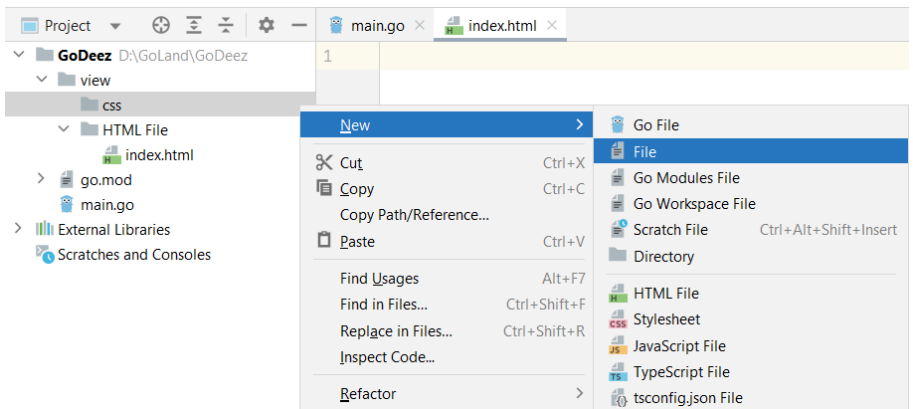 Project
main.go
index.html
GoDeez D:\GoLand\GoDeez
1
view
css
HTML File
index.html
go.mod
main.go
External Libraries
Scratches and Consoles
New
Cut Ctrl+X
Copy Ctrl+C
Copy Path/Reference...
Paste Ctrl+V
Find Usages Alt+F7
Find in Files... Ctrl+Shift+F
Replace in Files... Ctrl+Shift+R
Inspect Code...
Refactor
Go File
File
Go Modules File
Go Workspace File
Scratch File Ctrl+Alt+Shift+Insert
Directory
H HTML File
CSS Stylesheet
JS JavaScript File
TS TypeScript File
tsconfig.json File